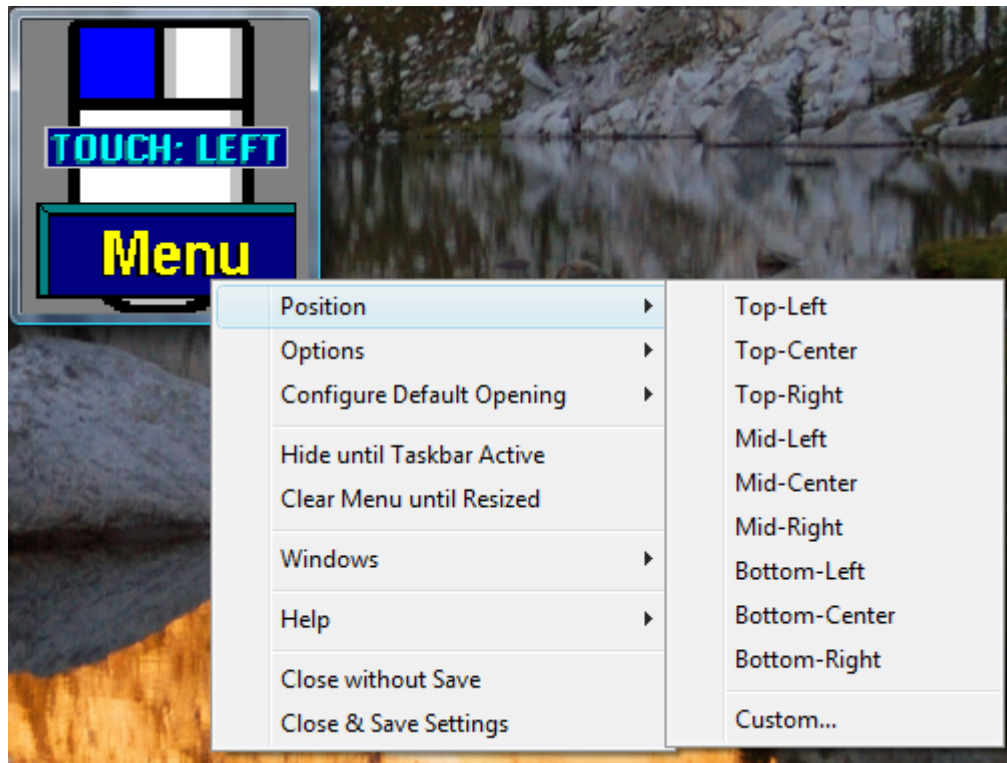 TOUCH: LEFT
Menu
Position
Options
Configure Default Opening
Hide until Taskbar Active
Clear Menu until Resized
Windows
Help
Close without Save
Close & Save Settings
Top-Left
Top-Center
Top-Right
Mid-Left
Mid-Center
Mid-Right
Bottom-Left
Bottom-Center
Bottom-Right
Custom...